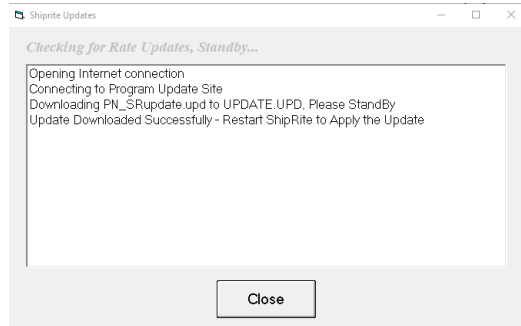 Shiprite Updates
Checking for Rate Updates, Standby...
Opening Internet connection
Connecting to Program Update Site
Downloading PN_SRupdate.upd to UPDATE.UPD, Please StandBy
Update Downloaded Successfully - Restart ShipRite to Apply the Update
Close